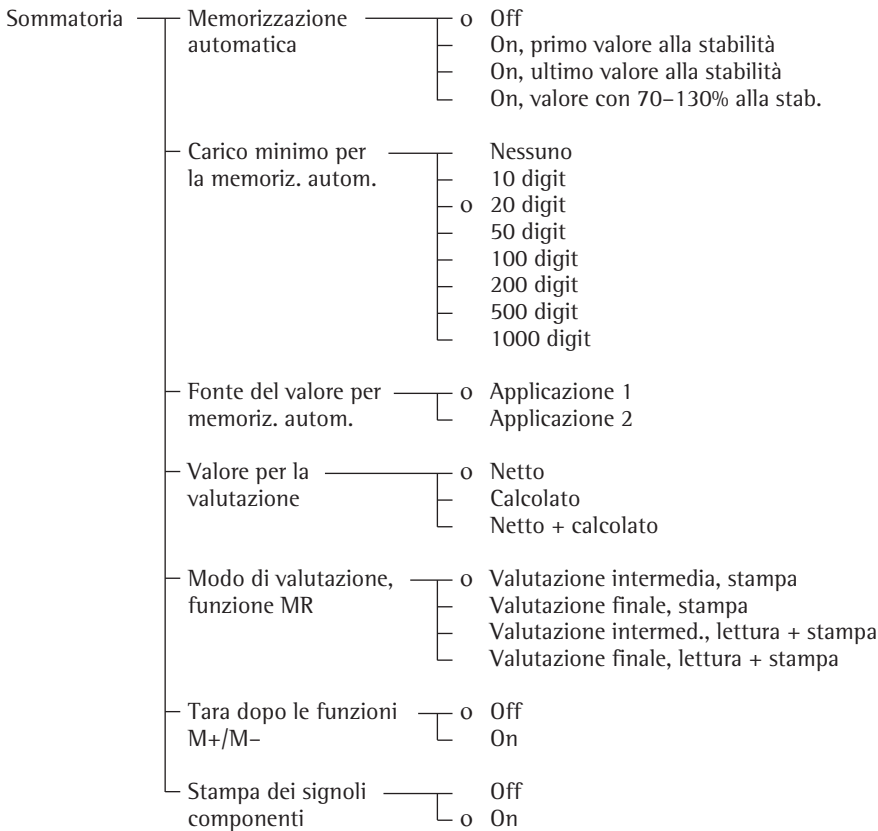 Sommatoria Memorizzazione o Off
automatica On, primo valore alla stabilità
On, ultimo valore alla stabilità
On, valore con 70–130% alla stab.
Carico minimo per Nessuno
la memoriz. autom. 10 digit
o 20 digit
50 digit
100 digit
200 digit
500 digit
1000 digit
Fonte del valore per o Applicazione 1
memoriz. autom. Applicazione 2
Valore per la o Netto
valutazione Calcolato
Netto + calcolato
Modo di valutazione, o Valutazione intermedia, stampa
funzione MR Valutazione finale, stampa
Valutazione intermed., lettura + stampa
Valutazione finale, lettura + stampa
Tara dopo le funzioni o Off
M+/M– On
Stampa dei signoli Off
componenti o On